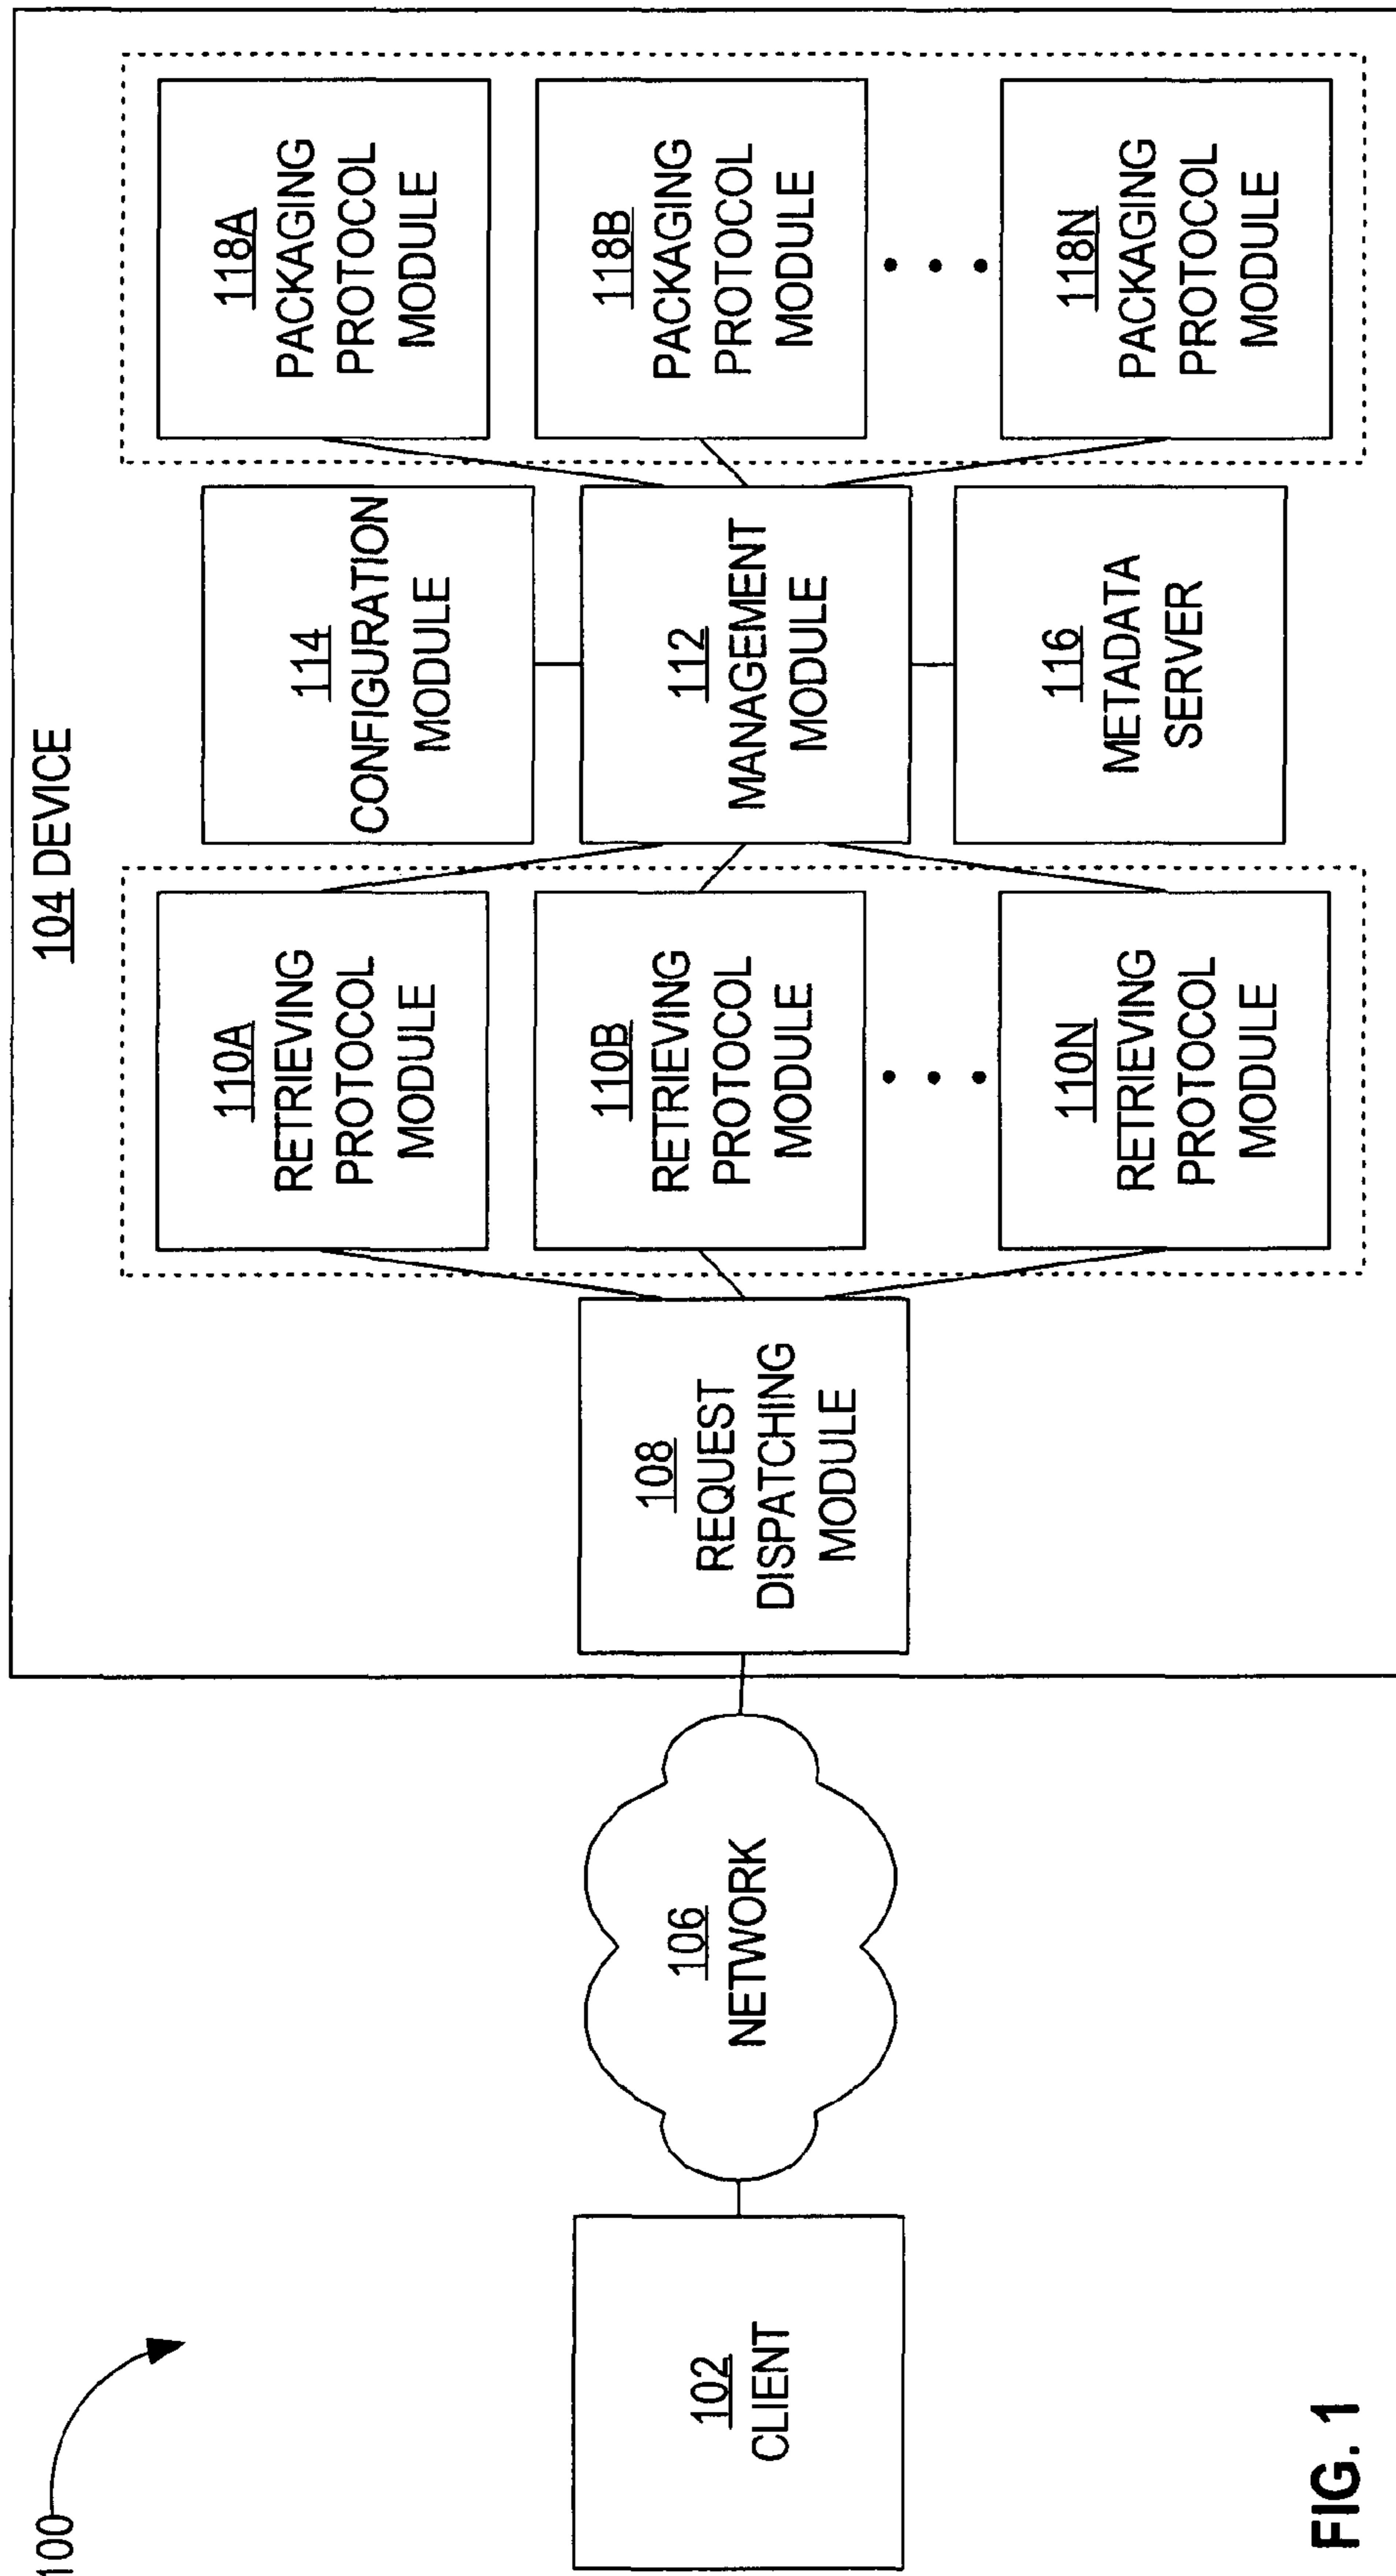 100
102
CLIENT
106
NETWORK
104 DEVICE
108
REQUEST
DISPATCHING
MODULE
110A
RETRIEVING
PROTOCOL
MODULE
110B
RETRIEVING
PROTOCOL
MODULE
110N
RETRIEVING
PROTOCOL
MODULE
114
CONFIGURATION
MODULE
112
MANAGEMENT
MODULE
116
METADATA
SERVER
118A
PACKAGING
PROTOCOL
MODULE
118B
PACKAGING
PROTOCOL
MODULE
118N
PACKAGING
PROTOCOL
MODULE
FIG. 1